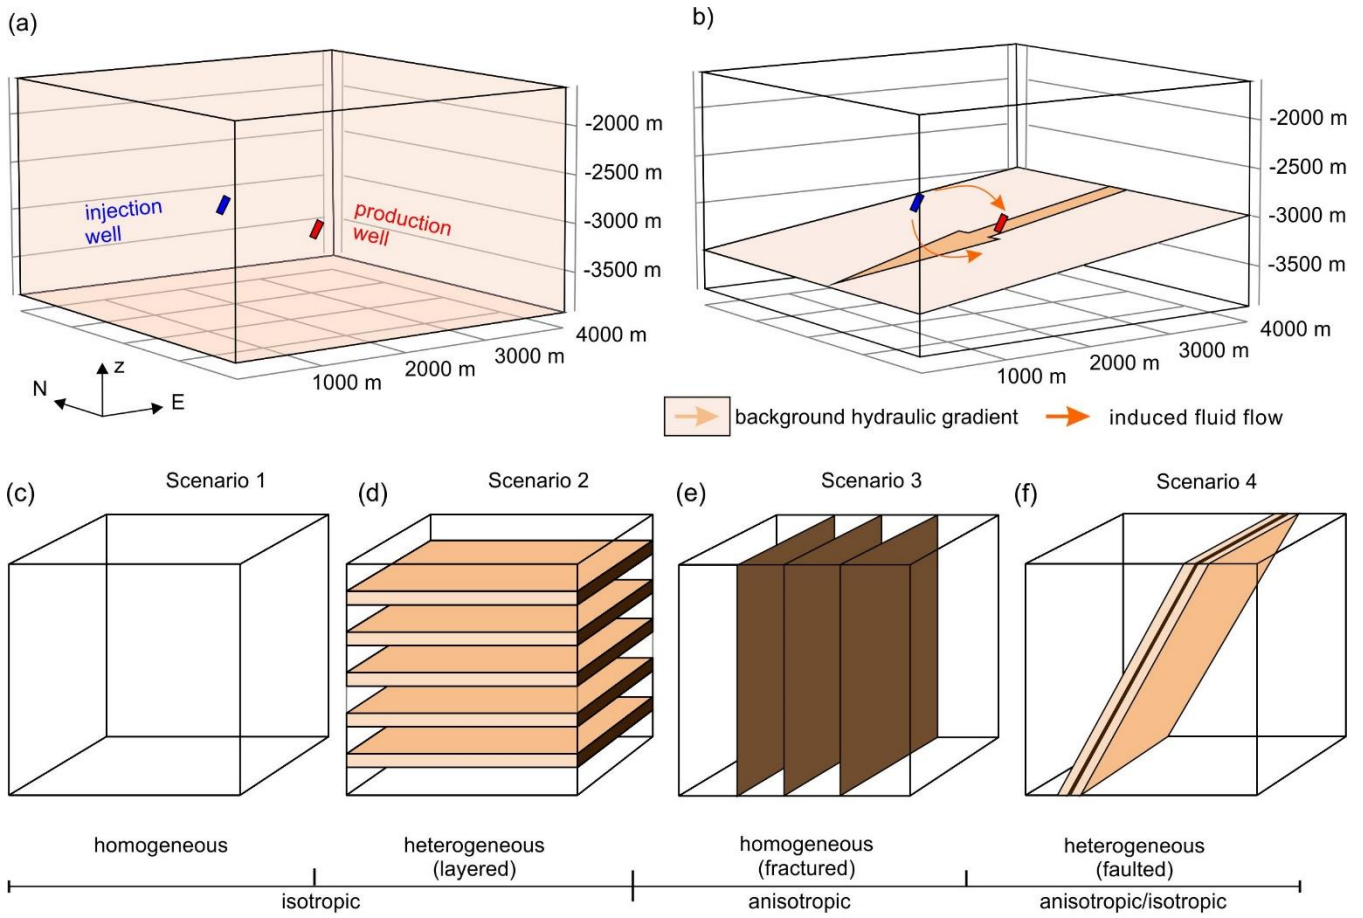 (a)
-2000 m
-2500 m
-3000 m
-3500 m
4000 m
3000 m
2000 m
1000 m
injection
well
production
well
z
N
E
b)
-2000 m
-2500 m
-3000 m
-3500 m
4000 m
3000 m
2000 m
1000 m
background hydraulic gradient
induced fluid flow
(c)
Scenario 1
(d)
Scenario 2
(e)
Scenario 3
(f)
Scenario 4
homogeneous
heterogeneous
(layered)
homogeneous
(fractured)
heterogeneous
(faulted)
isotropic
anisotropic
anisotropic/isotropic